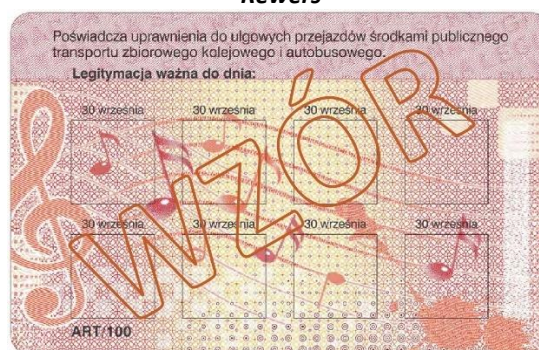 Rewers
Poświadcza uprawnienia do ulgowych przejazdów środkami publicznego
transportu zbiorowego kolejowego i autobusowego.
Legitymacja ważna do dnia:
30 września 30 września 30 września 30 września
30 września 30 września 30 września 30 września
WZÓR
ART/100